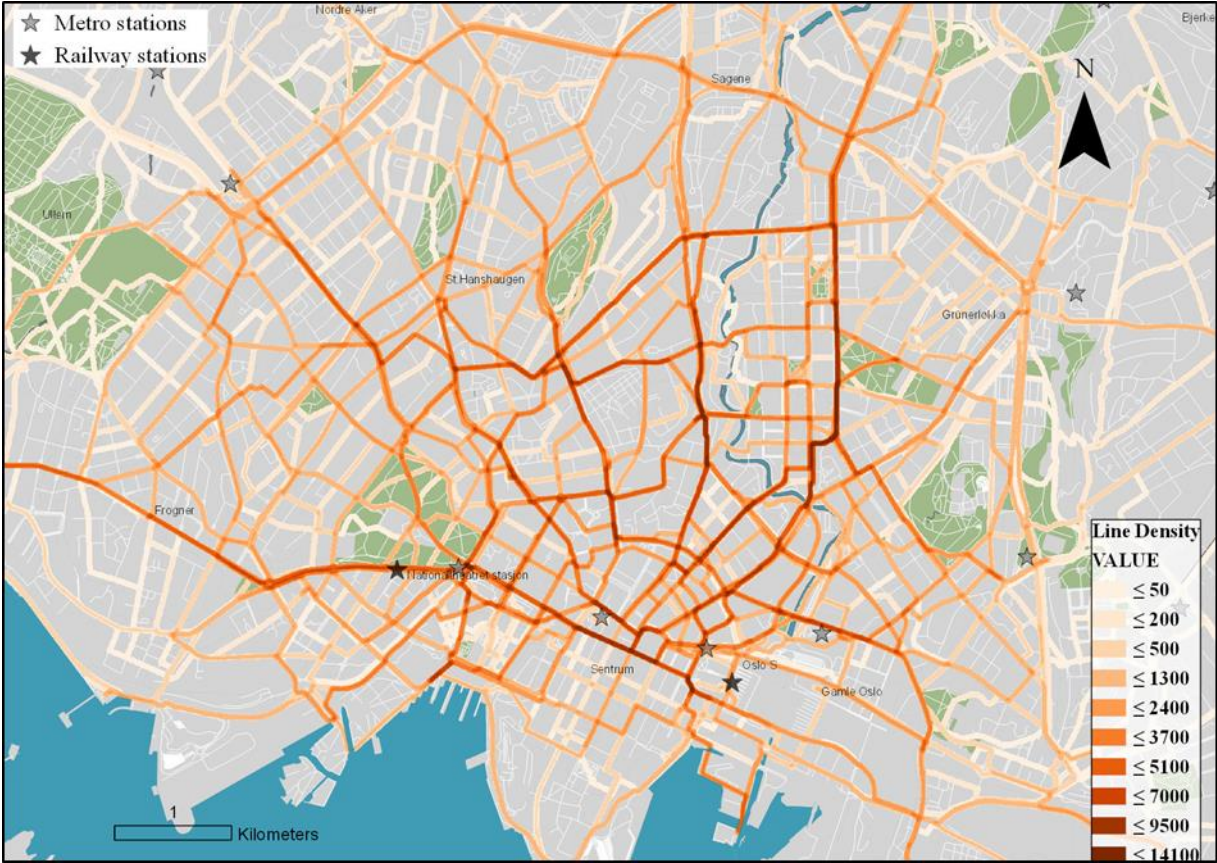 Metro stations
Railway stations
Nordre Aker
Bjerke
Sagene
N
Ullern
St.Hanshaugen
Grünerløkka
Frogner
Nationaltheatret stasjon
Sentrum
Oslo S
Gamle Oslo
Line Density
VALUE
≤ 50
≤ 200
≤ 500
≤ 1300
≤ 2400
≤ 3700
≤ 5100
≤ 7000
≤ 9500
≤ 14100
1
Kilometers